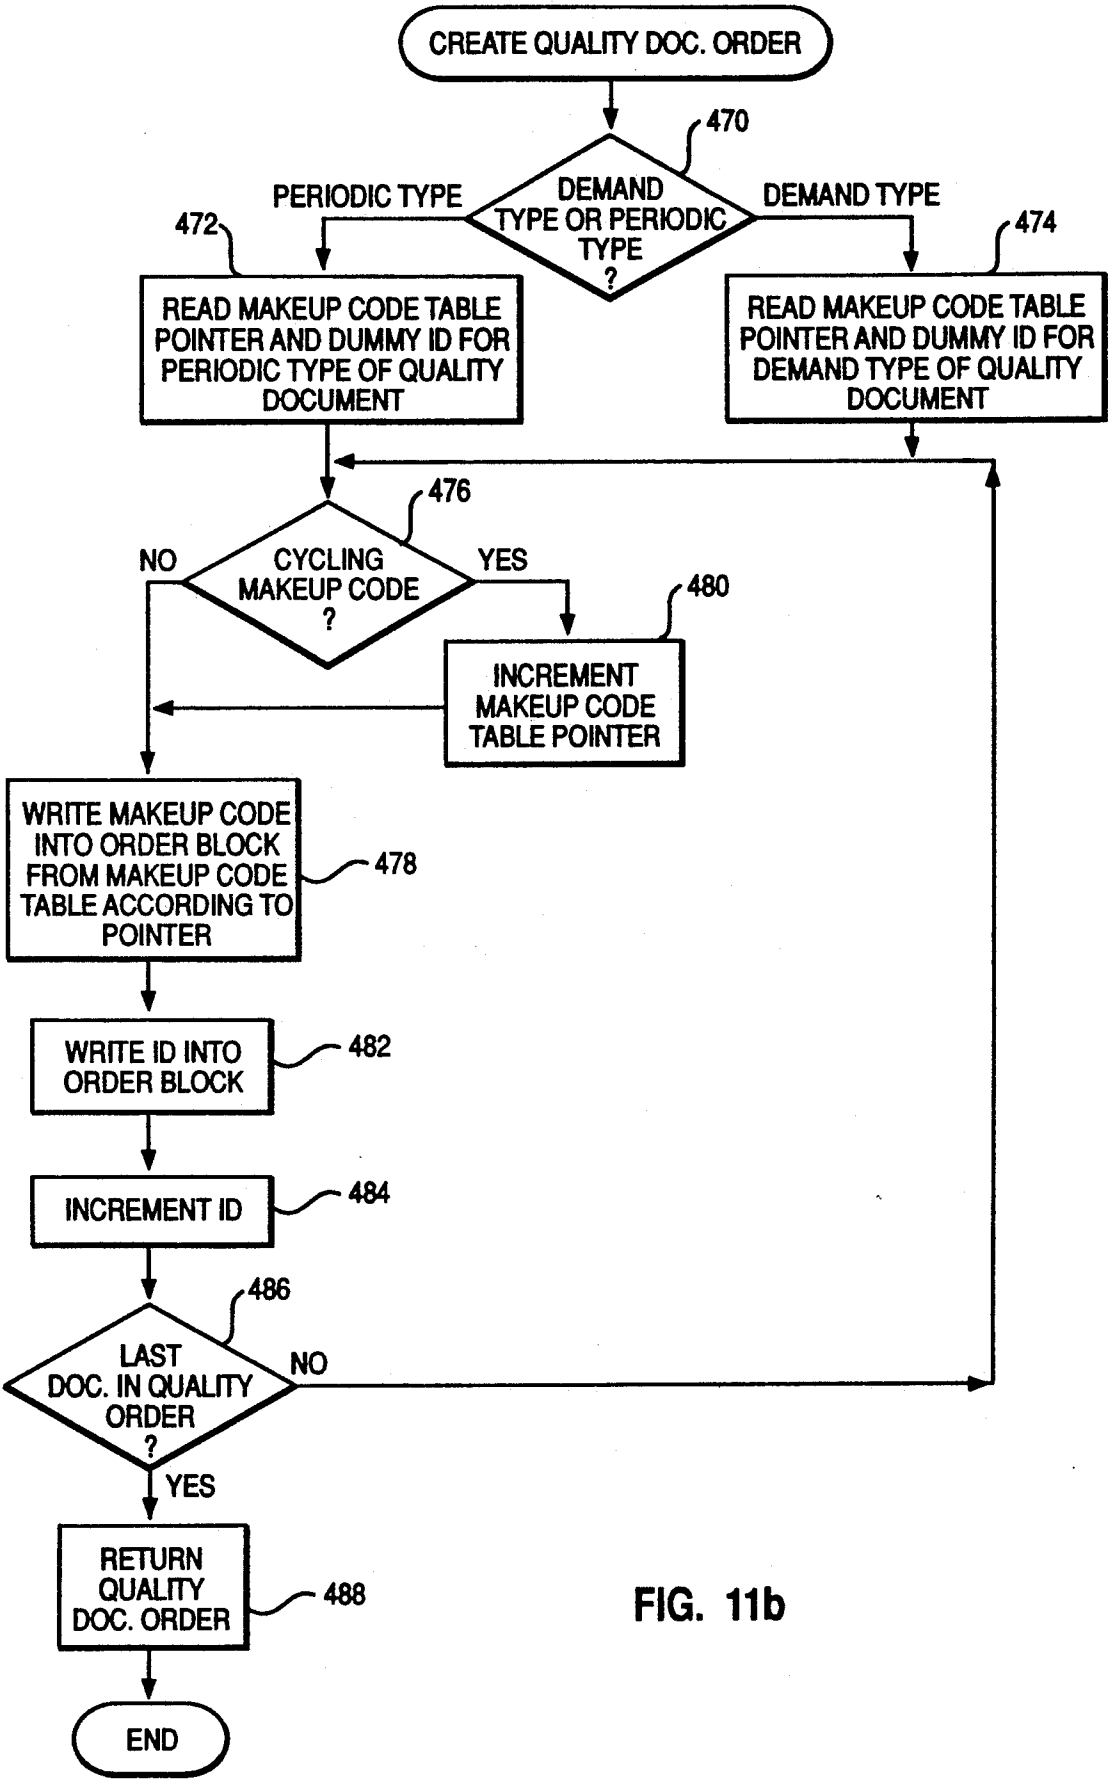 CREATE QUALITY DOC. ORDER
470
DEMAND
TYPE OR PERIODIC
TYPE
?
PERIODIC TYPE
DEMAND TYPE
472
474
READ MAKEUP CODE TABLE
POINTER AND DUMMY ID FOR
PERIODIC TYPE OF QUALITY
DOCUMENT
READ MAKEUP CODE TABLE
POINTER AND DUMMY ID FOR
DEMAND TYPE OF QUALITY
DOCUMENT
476
NO
CYCLING
MAKEUP CODE
?
YES
480
INCREMENT
MAKEUP CODE
TABLE POINTER
WRITE MAKEUP CODE
INTO ORDER BLOCK
FROM MAKEUP CODE
TABLE ACCORDING TO
POINTER
478
WRITE ID INTO
ORDER BLOCK
482
INCREMENT ID
484
486
LAST
DOC. IN QUALITY
ORDER
?
NO
YES
RETURN
QUALITY
DOC. ORDER
488
FIG. 11b
END